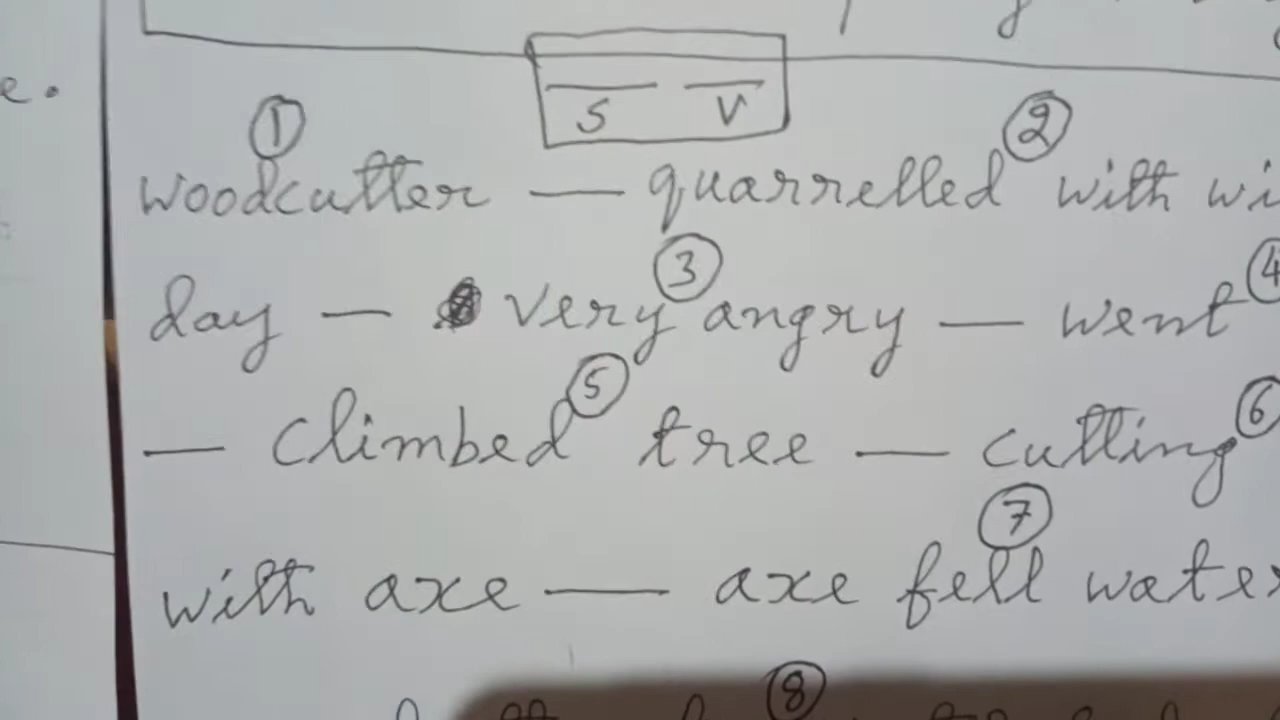 e.
S V
① ②
woodcutter — quarrelled with
③ ④
day — very angry — went
⑤ ⑥
— climbed tree — cutting
⑦
with axe — axe fell water
⑧